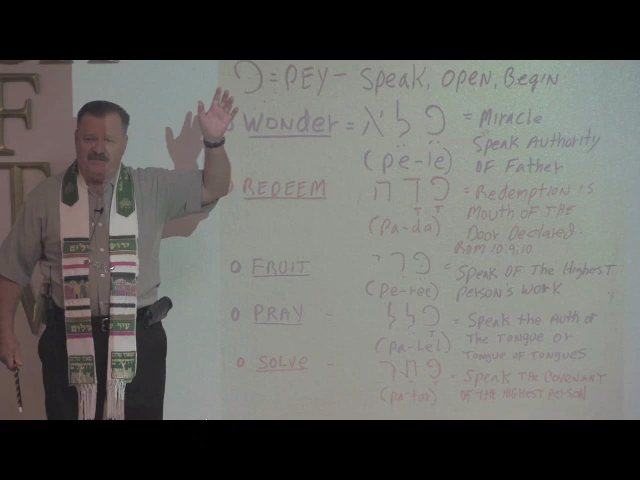 פ = PEY - Speak, OPEN, Begin
o Wonder = פלא = Miracle
Speak Authority
(pe-le) OF Father
o REDEEM פדה = Redemption is
Mouth OF THE
(pa-da) Door Declared.
ROM 10:9,10
o FRUIT פרי = Speak OF The HighesT
(pe-ree) person's Work
o PRAY - פלל = Speak the Auth of
(pa-Lel) The Tongue or
Tongue of Tongues
o SOLVE - פתר - Speak The Covenant
(pa-tar) OF THE HIGHEST PERSON